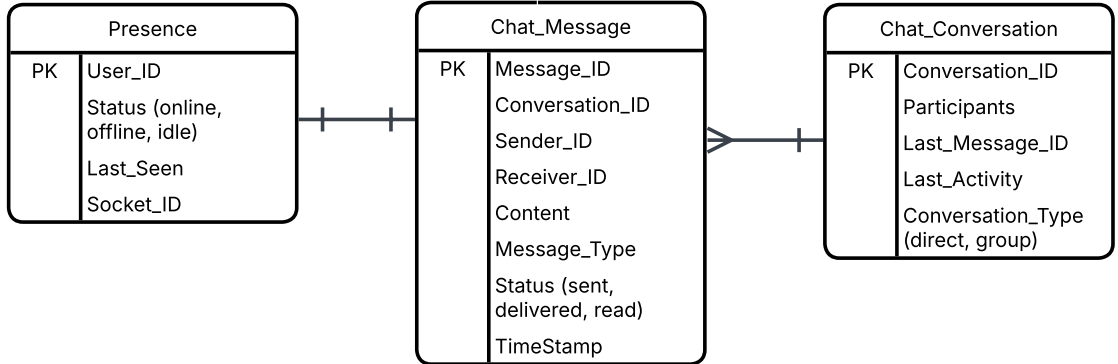 Presence
PK
User_ID
Status (online,
offline, idle)
Last_Seen
Socket_ID
Chat_Message
PK
Message_ID
Conversation_ID
Sender_ID
Receiver_ID
Content
Message_Type
Status (sent,
delivered, read)
TimeStamp
Chat_Conversation
PK
Conversation_ID
Participants
Last_Message_ID
Last_Activity
Conversation_Type
(direct, group)